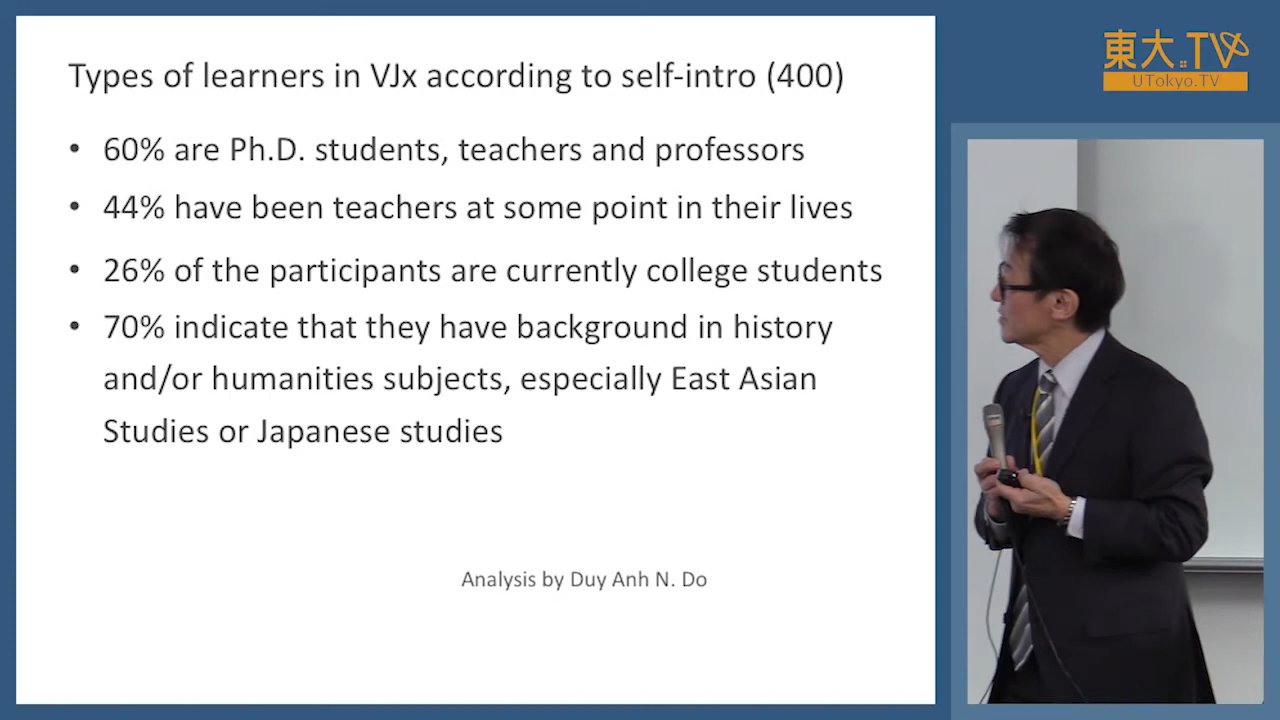 Types of learners in VJx according to self-intro (400)
• 60% are Ph.D. students, teachers and professors
• 44% have been teachers at some point in their lives
• 26% of the participants are currently college students
• 70% indicate that they have background in history
and/or humanities subjects, especially East Asian
Studies or Japanese studies
Analysis by Duy Anh N. Do
東大.TV
UTokyo.TV